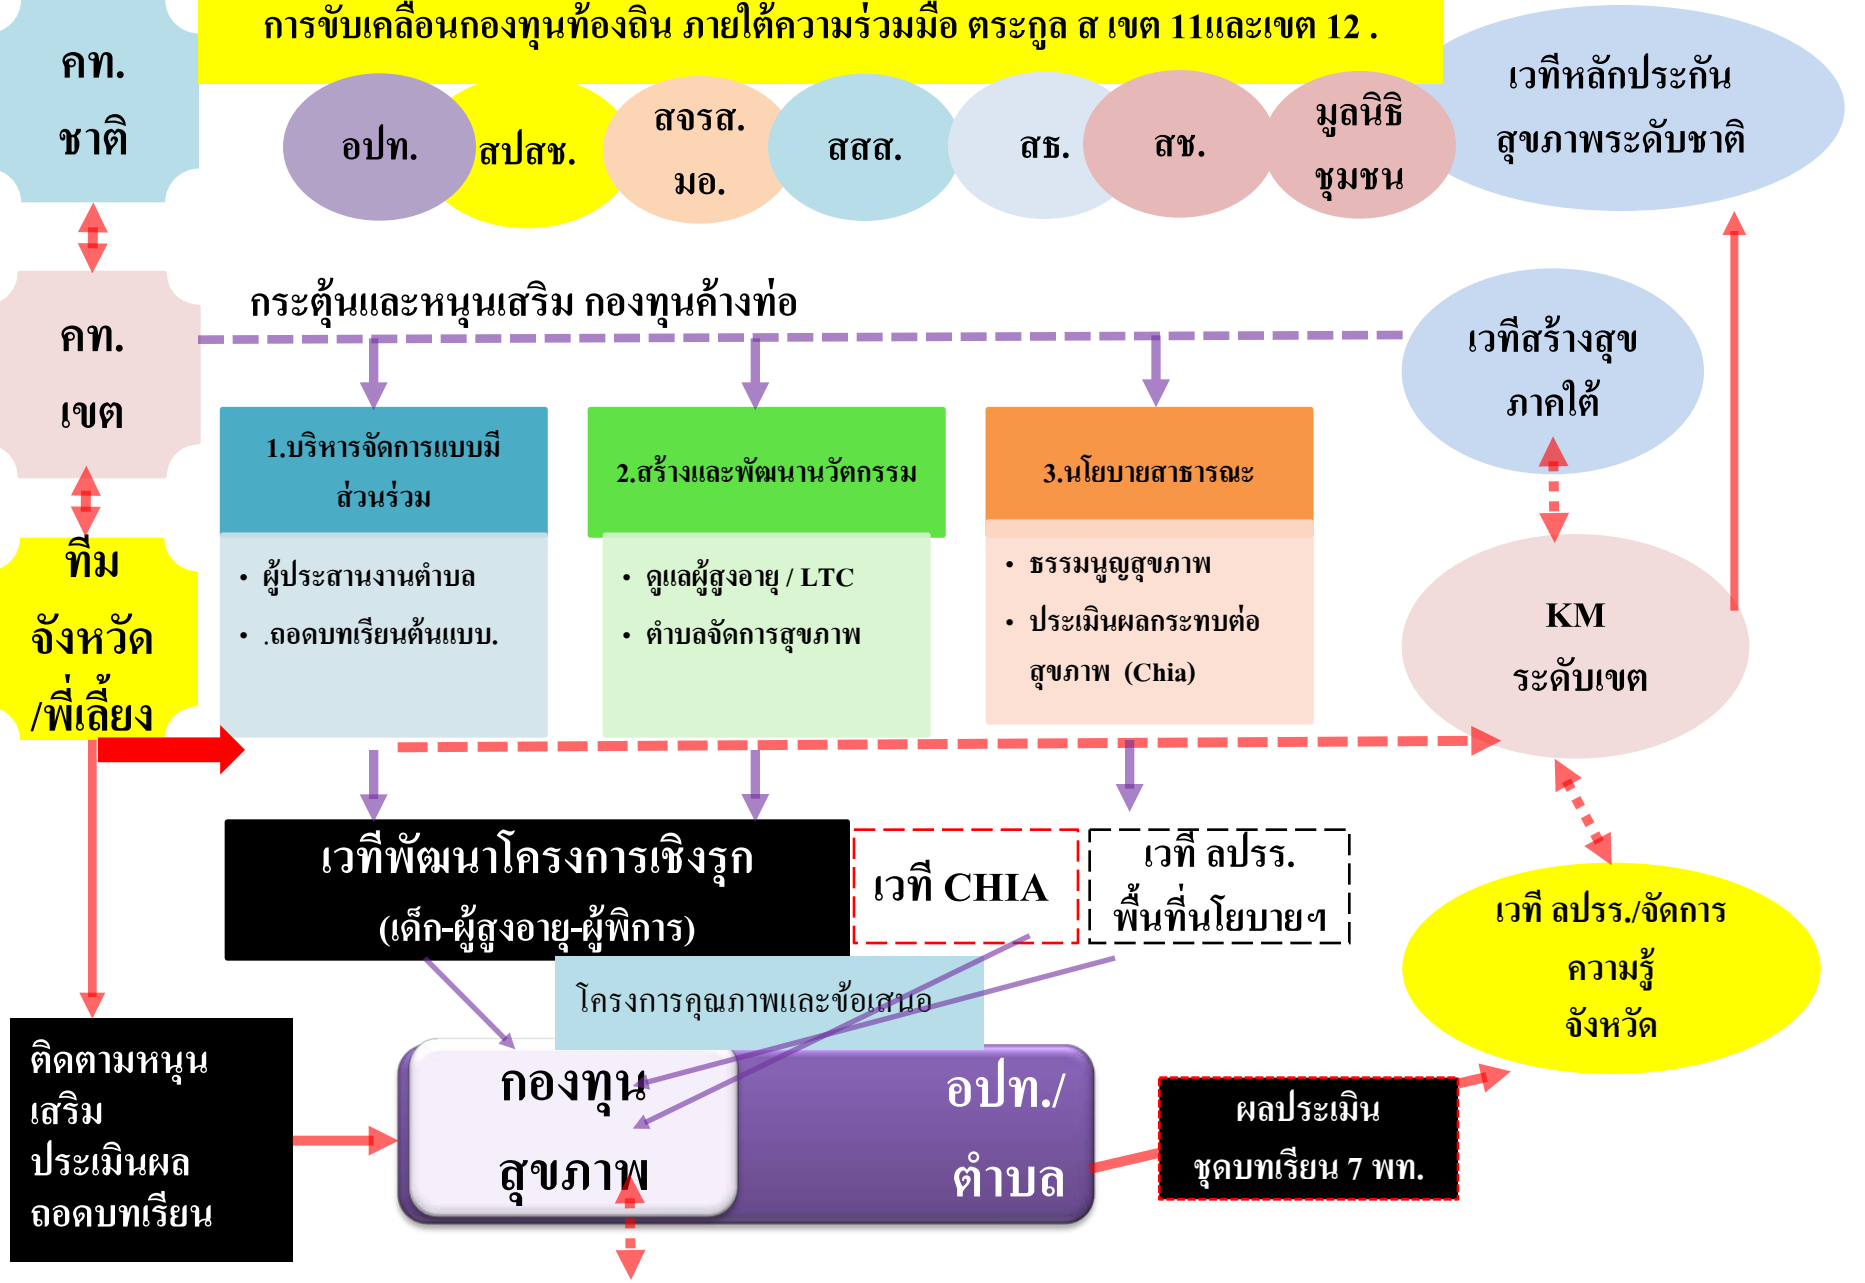 การขับเคลื่อนกองทุนท้องถิ่น ภายใต้ความร่วมมือ ตระกูล ส เขต 11และเขต 12 .
คท.
ชาติ
อปท.
สปสช.
สจรส.
มอ.
สสส.
สธ.
สช.
มูลนิธิ
ชุมชน
เวทีหลักประกัน
สุขภาพระดับชาติ
คท.
เขต
กระตุ้นและหนุนเสริม กองทุนค้างท่อ
เวทีสร้างสุข
ภาคใต้
1.บริหารจัดการแบบมี
ส่วนร่วม
• ผู้ประสานงานตำบล
• .ถอดบทเรียนต้นแบบ.
2.สร้างและพัฒนานวัตกรรม
• ดูแลผู้สูงอายุ / LTC
• ตำบลจัดการสุขภาพ
3.นโยบายสาธารณะ
• ธรรมนูญสุขภาพ
• ประเมินผลกระทบต่อ
สุขภาพ (Chia)
ทีม
จังหวัด
/พี่เลี้ยง
KM
ระดับเขต
เวทีพัฒนาโครงการเชิงรุก
(เด็ก-ผู้สูงอายุ-ผู้พิการ)
เวที CHIA
เวที ลปรร.
พื้นที่นโยบายฯ
เวที ลปรร./จัดการ
ความรู้
จังหวัด
โครงการคุณภาพและข้อเสนอ
ติดตามหนุน
เสริม
ประเมินผล
ถอดบทเรียน
กองทุน
สุขภาพ
อปท./
ตำบล
ผลประเมิน
ชุดบทเรียน 7 พท.